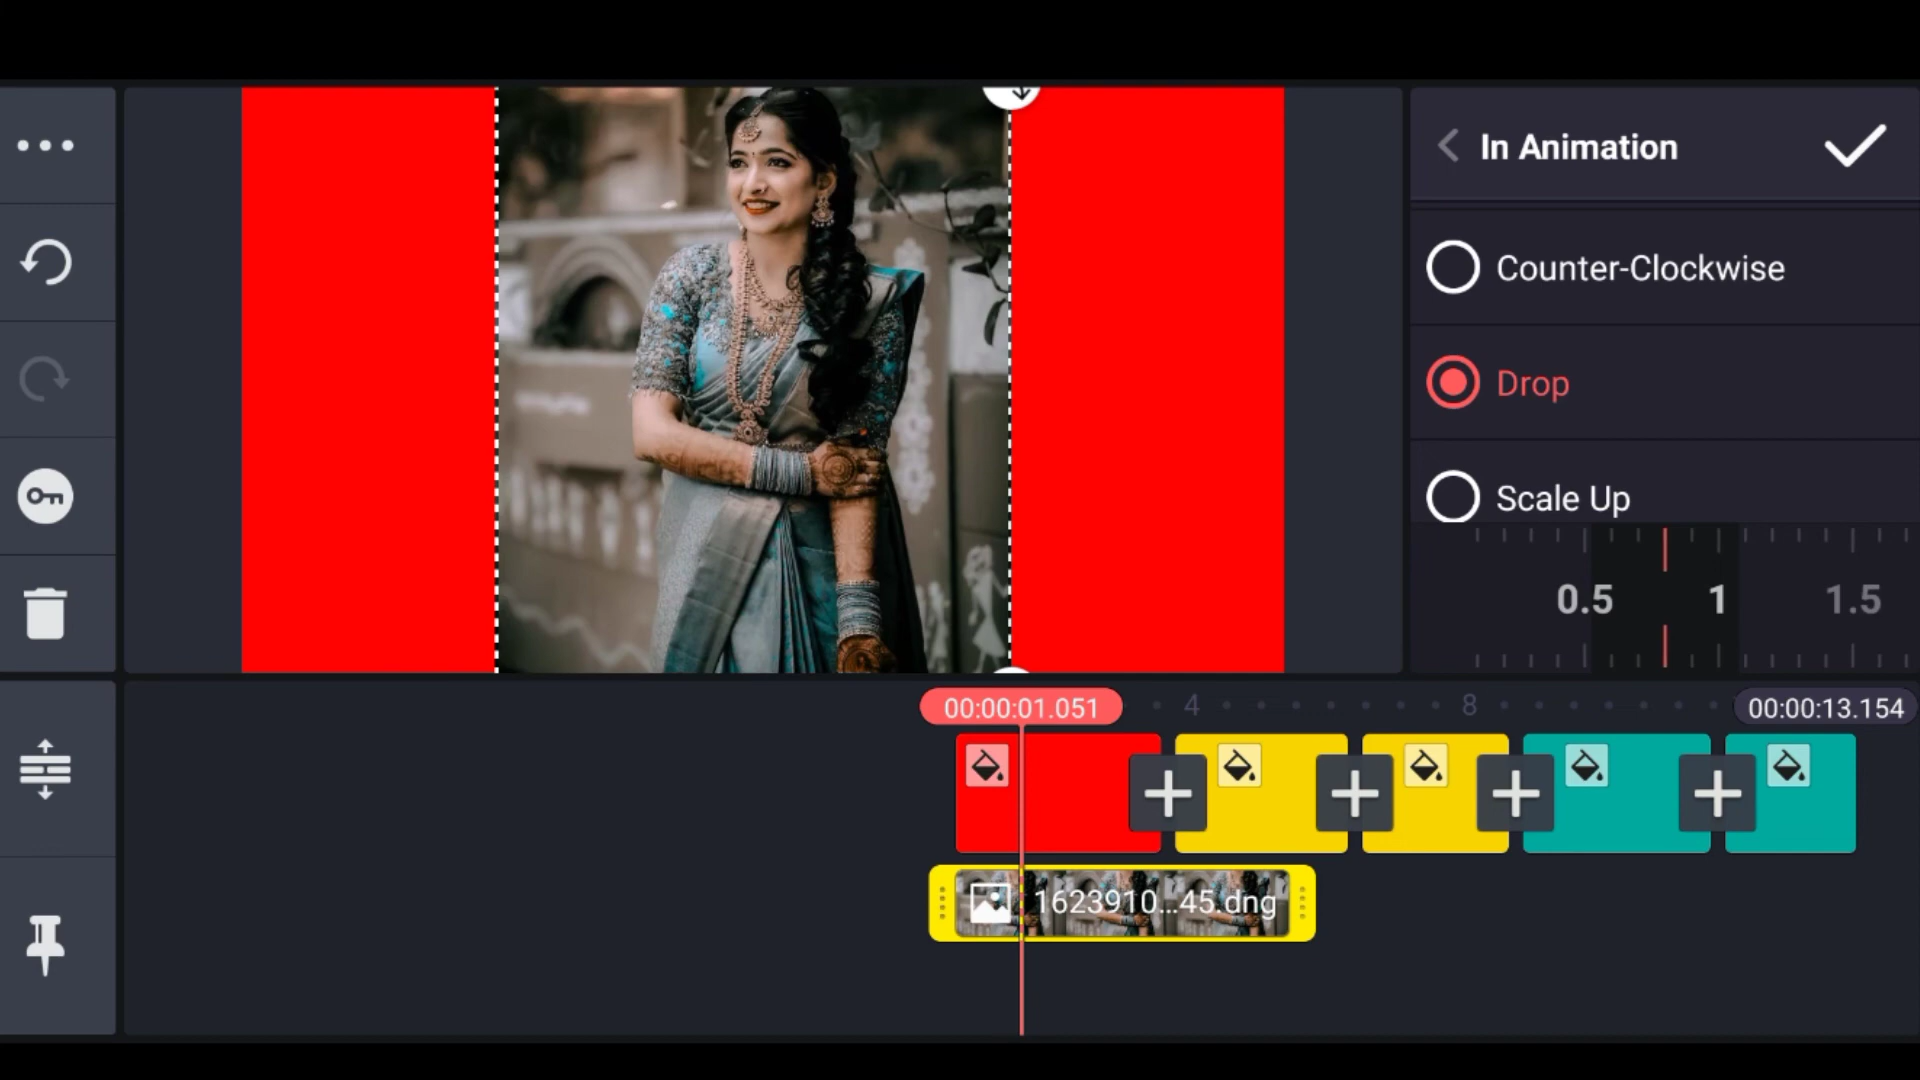 In Animation
Counter-Clockwise
Drop
Scale Up
0.5 1 1.5
00:00:01.051 4 8 00:00:13.154
1623910...45.dng